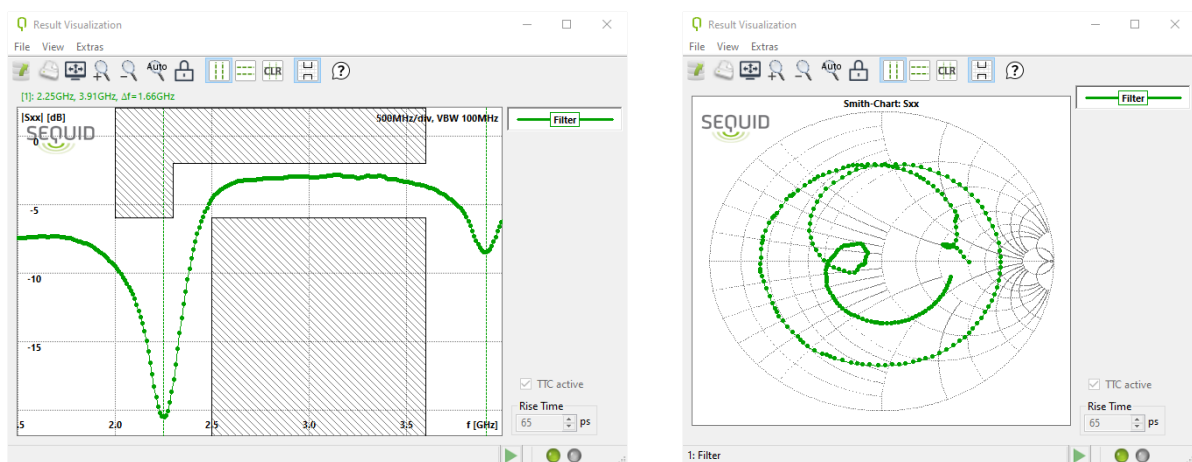 Result Visualization
File View Extras
Auto
CLR
[1]: 2.25GHz, 3.91GHz, Δf=1.66GHz
|Sxx| [dB]
500MHz/div, VBW 100MHz
SEQUID
0
-5
-10
-15
.5 2.0 2.5 3.0 3.5 f [GHz]
Filter
TTC active
Rise Time
65 ps
Result Visualization
File View Extras
Auto
CLR
Smith-Chart: Sxx
SEQUID
Filter
TTC active
Rise Time
65 ps
1: Filter